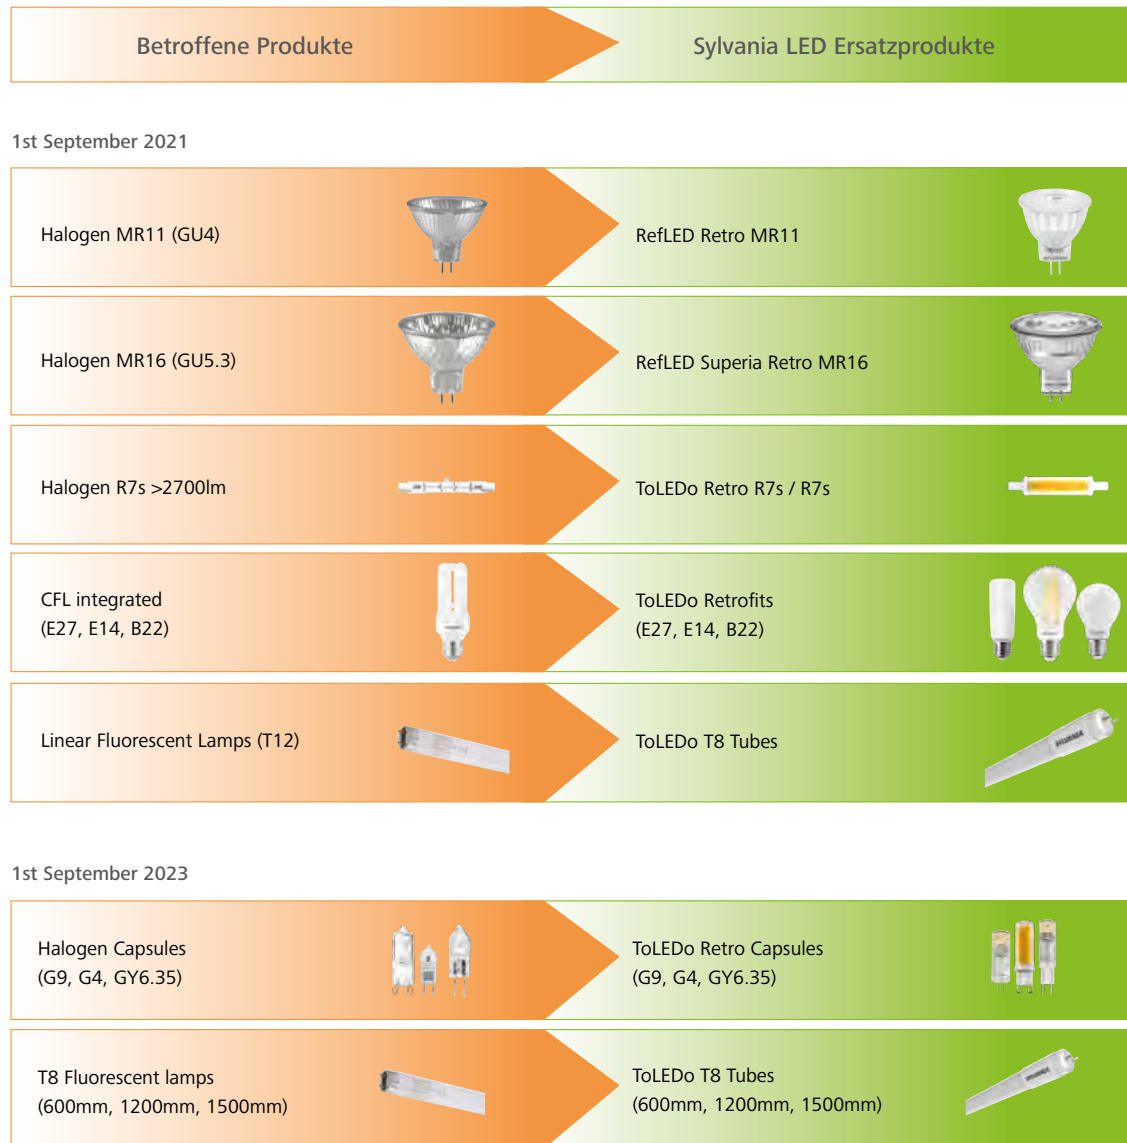 Betroffene Produkte
Sylvania LED Ersatzprodukte
1st September 2021
Halogen MR11 (GU4)
RefLED Retro MR11
Halogen MR16 (GU5.3)
RefLED Superia Retro MR16
Halogen R7s >2700lm
ToLEDo Retro R7s / R7s
CFL integrated
(E27, E14, B22)
ToLEDo Retrofits
(E27, E14, B22)
Linear Fluorescent Lamps (T12)
ToLEDo T8 Tubes
SYLVANIA
1st September 2023
Halogen Capsules
(G9, G4, GY6.35)
ToLEDo Retro Capsules
(G9, G4, GY6.35)
T8 Fluorescent lamps
(600mm, 1200mm, 1500mm)
ToLEDo T8 Tubes
(600mm, 1200mm, 1500mm)
SYLVANIA